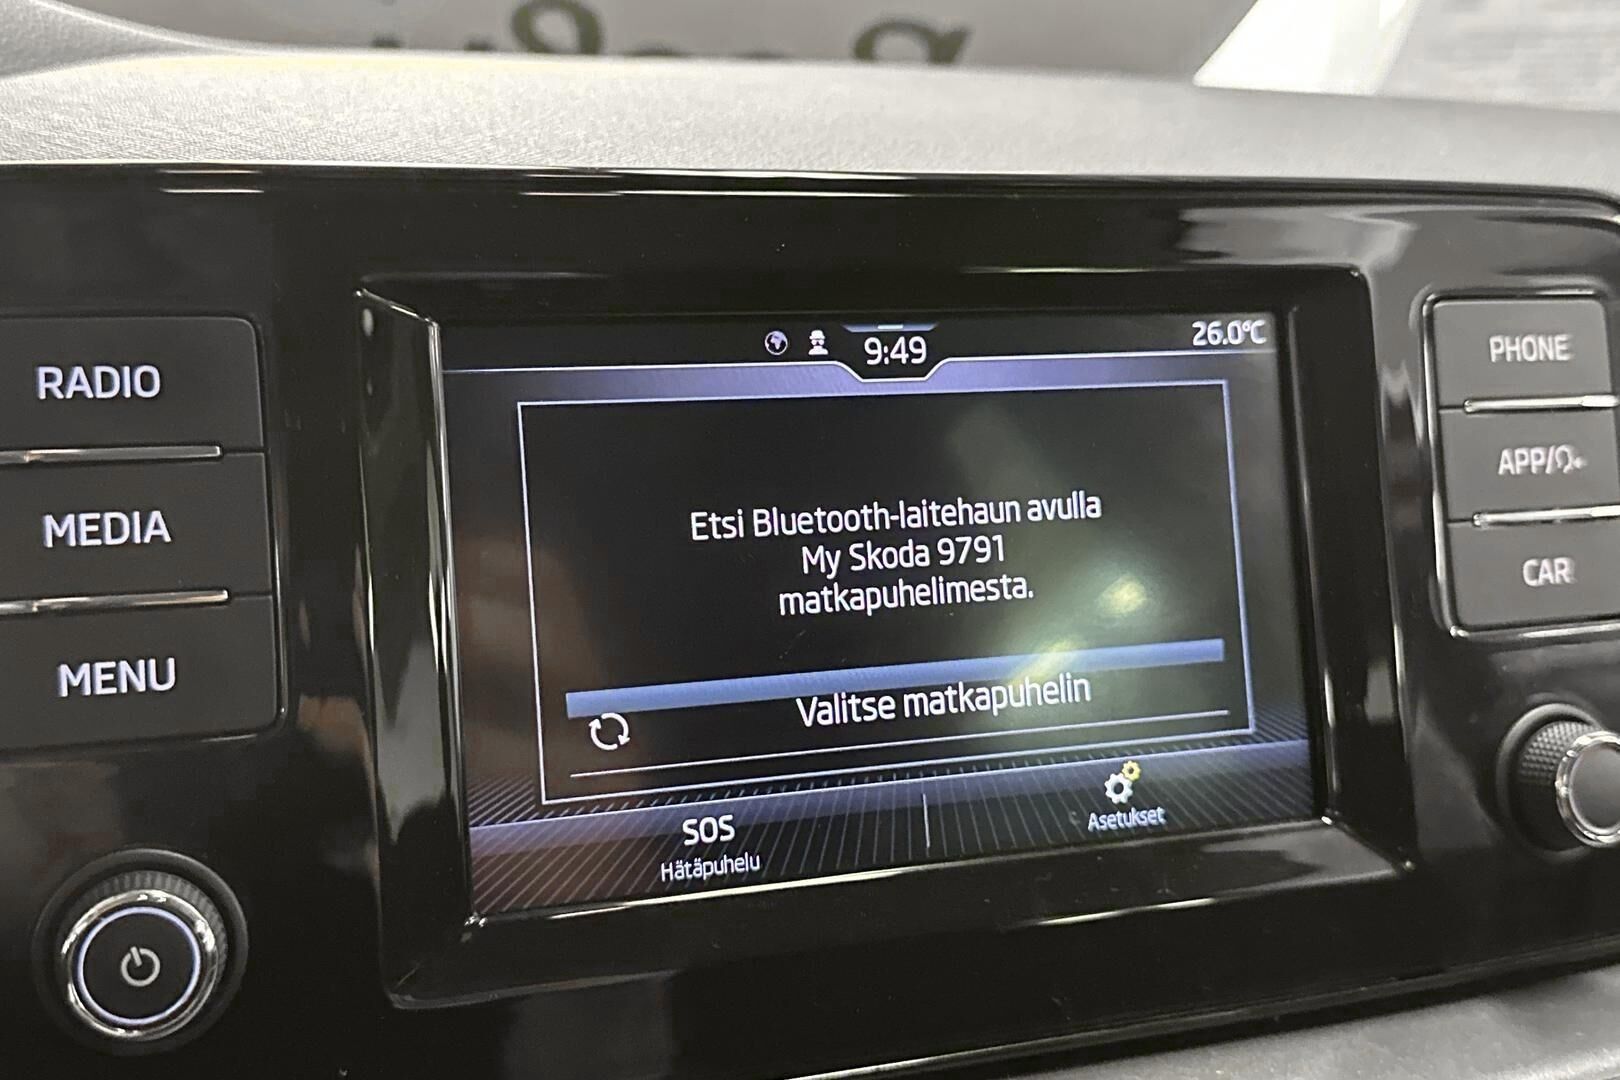 RADIO
MEDIA
MENU
9:49
26.0°C
Etsi Bluetooth-laitehaun avulla
My Skoda 9791
matkapuhelimesta.
Valitse matkapuhelin
SOS
Hätäpuhelu
Asetukset
PHONE
APP/
CAR